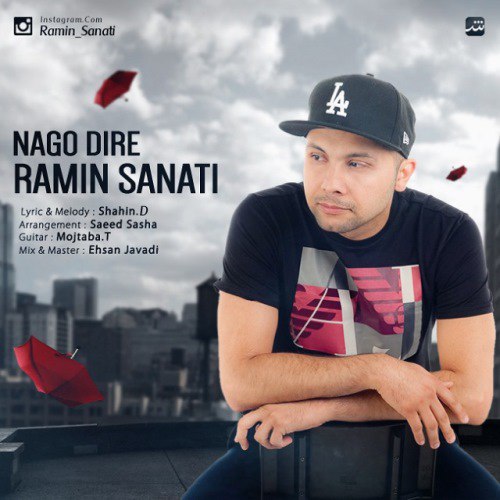 Instagram.Com
Ramin_Sanati
LA
NAGO DIRE
RAMIN SANATI
Lyric & Melody : Shahin.D
Arrangement : Saeed Sasha
Guitar : Mojtaba.T
Mix & Master : Ehsan Javadi